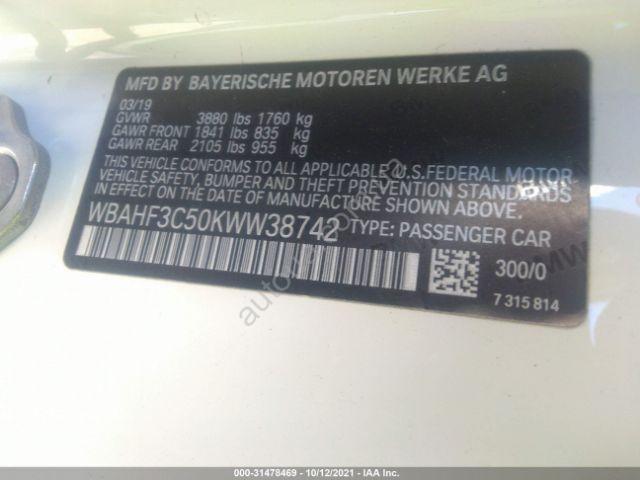 MFD BY BAYERISCHE MOTOREN WERKE AG
03/19
GVWR 3880 lbs 1760 kg
GAWR FRONT 1841 lbs 835 kg
GAWR REAR 2105 lbs 955 kg
THIS VEHICLE CONFORMS TO ALL APPLICABLE U.S.FEDERAL MOTOR
VEHICLE SAFETY, BUMPER AND THEFT PREVENTION STANDARDS
IN EFFECT ON THE DATE OF MANUFACTURE SHOWN ABOVE.
WBAHF3C50KWW38742 TYPE: PASSENGER CAR
300/0
7 315 814
000-31478469 - 10/12/2021 - IAA Inc.